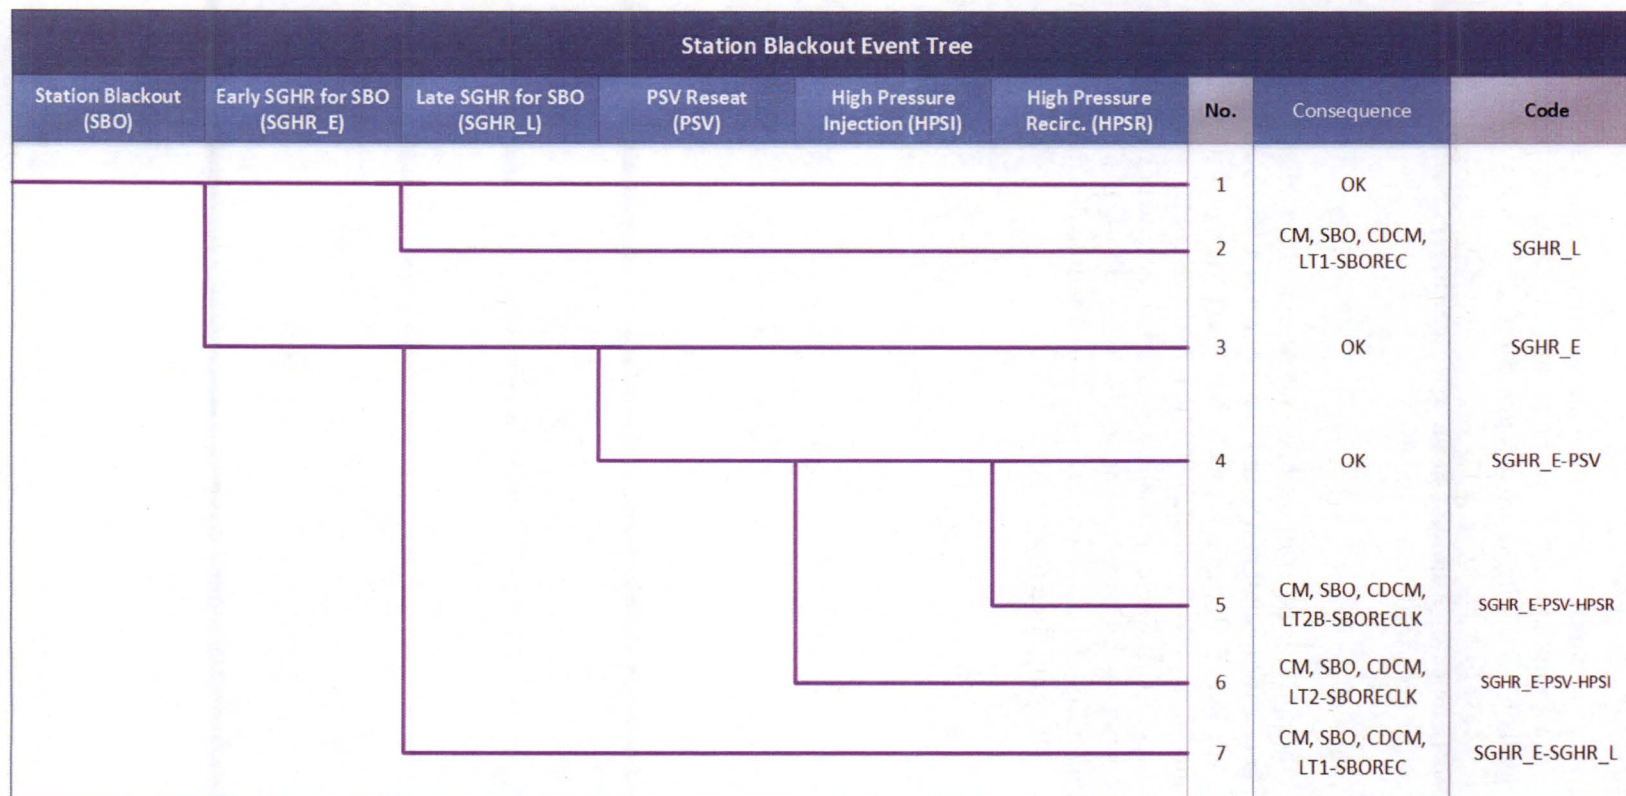 Station Blackout Event Tree
Station Blackout
(SBO)
Early SGHR for SBO
(SGHR_E)
Late SGHR for SBO
(SGHR_L)
PSV Reseat
(PSV)
High Pressure
Injection (HPSI)
High Pressure
Recirc. (HPSR)
No.
Consequence
Code
1
OK
2
CM, SBO, CDCM,
LT1-SBOREC
SGHR_L
3
OK
SGHR_E
4
OK
SGHR_E-PSV
5
CM, SBO, CDCM,
LT2B-SBORECLK
SGHR_E-PSV-HPSR
6
CM, SBO, CDCM,
LT2-SBORECLK
SGHR_E-PSV-HPSI
7
CM, SBO, CDCM,
LT1-SBOREC
SGHR_E-SGHR_L